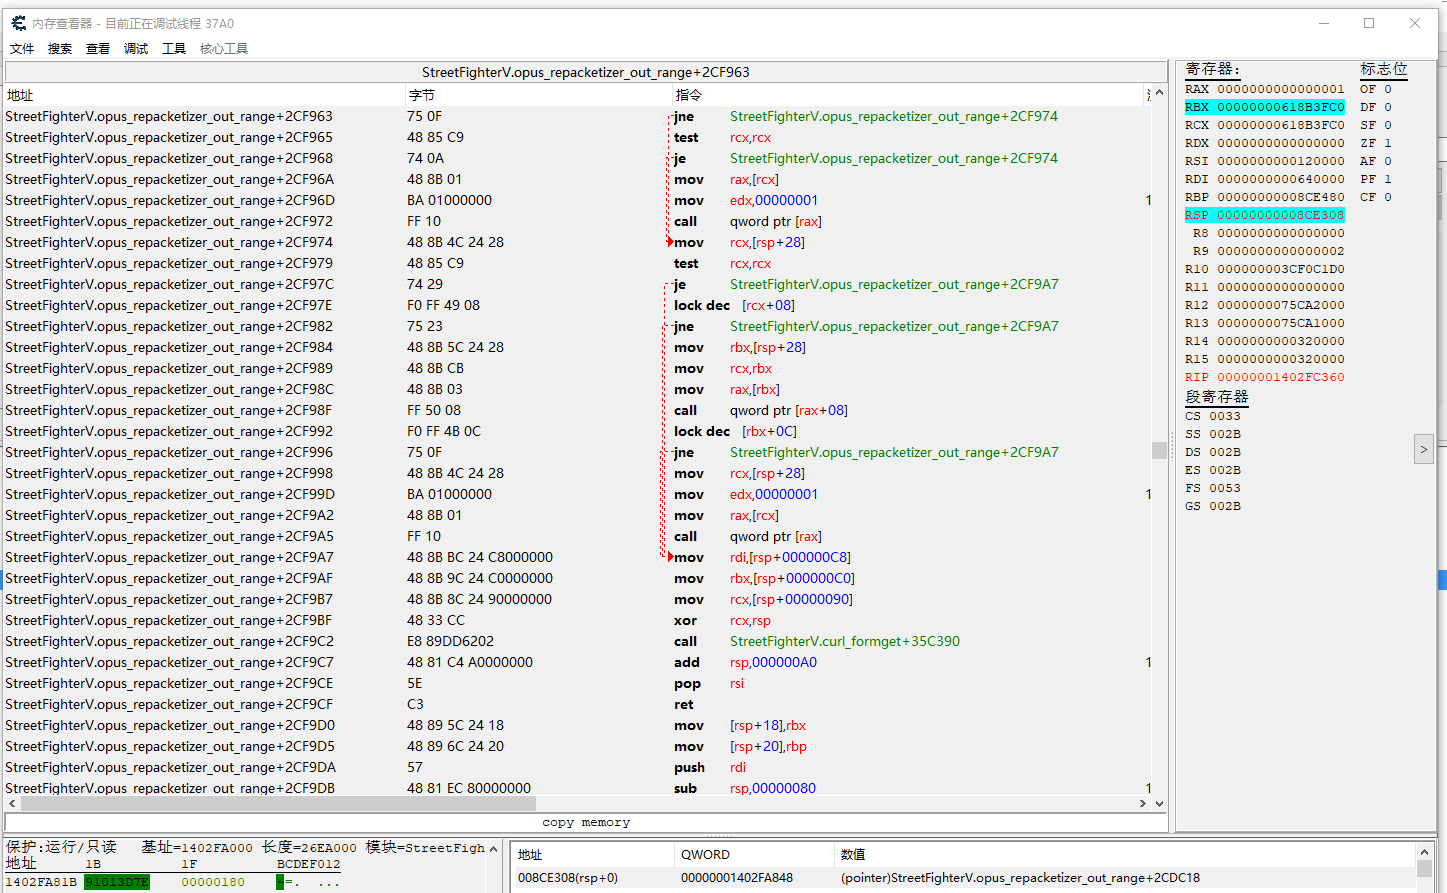 内存查看器 - 目前正在调试线程 37A0
文件 搜索 查看 调试 工具 核心工具
StreetFighterV.opus_repacketizer_out_range+2CF963
地址 字节 指令
StreetFighterV.opus_repacketizer_out_range+2CF963 75 0F jne StreetFighterV.opus_repacketizer_out_range+2CF974
StreetFighterV.opus_repacketizer_out_range+2CF965 48 85 C9 test rcx,rcx
StreetFighterV.opus_repacketizer_out_range+2CF968 74 0A je StreetFighterV.opus_repacketizer_out_range+2CF974
StreetFighterV.opus_repacketizer_out_range+2CF96A 48 8B 01 mov rax,[rcx]
StreetFighterV.opus_repacketizer_out_range+2CF96D BA 01000000 mov edx,00000001 1
StreetFighterV.opus_repacketizer_out_range+2CF972 FF 10 call qword ptr [rax]
StreetFighterV.opus_repacketizer_out_range+2CF974 48 8B 4C 24 28 mov rcx,[rsp+28]
StreetFighterV.opus_repacketizer_out_range+2CF979 48 85 C9 test rcx,rcx
StreetFighterV.opus_repacketizer_out_range+2CF97C 74 29 je StreetFighterV.opus_repacketizer_out_range+2CF9A7
StreetFighterV.opus_repacketizer_out_range+2CF97E F0 FF 49 08 lock dec [rcx+08]
StreetFighterV.opus_repacketizer_out_range+2CF982 75 23 jne StreetFighterV.opus_repacketizer_out_range+2CF9A7
StreetFighterV.opus_repacketizer_out_range+2CF984 48 8B 5C 24 28 mov rbx,[rsp+28]
StreetFighterV.opus_repacketizer_out_range+2CF989 48 8B CB mov rcx,rbx
StreetFighterV.opus_repacketizer_out_range+2CF98C 48 8B 03 mov rax,[rbx]
StreetFighterV.opus_repacketizer_out_range+2CF98F FF 50 08 call qword ptr [rax+08]
StreetFighterV.opus_repacketizer_out_range+2CF992 F0 FF 4B 0C lock dec [rbx+0C]
StreetFighterV.opus_repacketizer_out_range+2CF996 75 0F jne StreetFighterV.opus_repacketizer_out_range+2CF9A7
StreetFighterV.opus_repacketizer_out_range+2CF998 48 8B 4C 24 28 mov rcx,[rsp+28]
StreetFighterV.opus_repacketizer_out_range+2CF99D BA 01000000 mov edx,00000001 1
StreetFighterV.opus_repacketizer_out_range+2CF9A2 48 8B 01 mov rax,[rcx]
StreetFighterV.opus_repacketizer_out_range+2CF9A5 FF 10 call qword ptr [rax]
StreetFighterV.opus_repacketizer_out_range+2CF9A7 48 8B BC 24 C8000000 mov rdi,[rsp+000000C8]
StreetFighterV.opus_repacketizer_out_range+2CF9AF 48 8B 9C 24 C0000000 mov rbx,[rsp+000000C0]
StreetFighterV.opus_repacketizer_out_range+2CF9B7 48 8B 8C 24 90000000 mov rcx,[rsp+00000090]
StreetFighterV.opus_repacketizer_out_range+2CF9BF 48 33 CC xor rcx,rsp
StreetFighterV.opus_repacketizer_out_range+2CF9C2 E8 89DD6202 call StreetFighterV.curl_formget+35C390
StreetFighterV.opus_repacketizer_out_range+2CF9C7 48 81 C4 A0000000 add rsp,000000A0 1
StreetFighterV.opus_repacketizer_out_range+2CF9CE 5E pop rsi
StreetFighterV.opus_repacketizer_out_range+2CF9CF C3 ret
StreetFighterV.opus_repacketizer_out_range+2CF9D0 48 89 5C 24 18 mov [rsp+18],rbx
StreetFighterV.opus_repacketizer_out_range+2CF9D5 48 89 6C 24 20 mov [rsp+20],rbp
StreetFighterV.opus_repacketizer_out_range+2CF9DA 57 push rdi
StreetFighterV.opus_repacketizer_out_range+2CF9DB 48 81 EC 80000000 sub rsp,00000080 1
copy memory
寄存器: 标志位
RAX 0000000000000001 OF 0
RBX 00000000618B3FC0 DF 0
RCX 00000000618B3FC0 SF 0
RDX 0000000000000000 ZF 1
RSI 0000000000120000 AF 0
RDI 0000000000640000 PF 1
RBP 00000000008CE480 CF 0
RSP 00000000008CE308
R8 0000000000000000
R9 0000000000000002
R10 000000003CF0C1D0
R11 0000000000000000
R12 0000000075CA2000
R13 0000000075CA1000
R14 0000000000320000
R15 0000000000320000
RIP 00000001402FC360
段寄存器
CS 0033
SS 002B
DS 002B
ES 002B
FS 0053
GS 002B
>
保护:运行/只读 基址=1402FA000 长度=26EA000 模块=StreetFigh
地址 1B 1F BCDEF012
1402FA81B 91013D7E 00000180 ~=. ...
地址 QWORD 数值
008CE308(rsp+0) 00000001402FA848 (pointer)StreetFighterV.opus_repacketizer_out_range+2CDC18